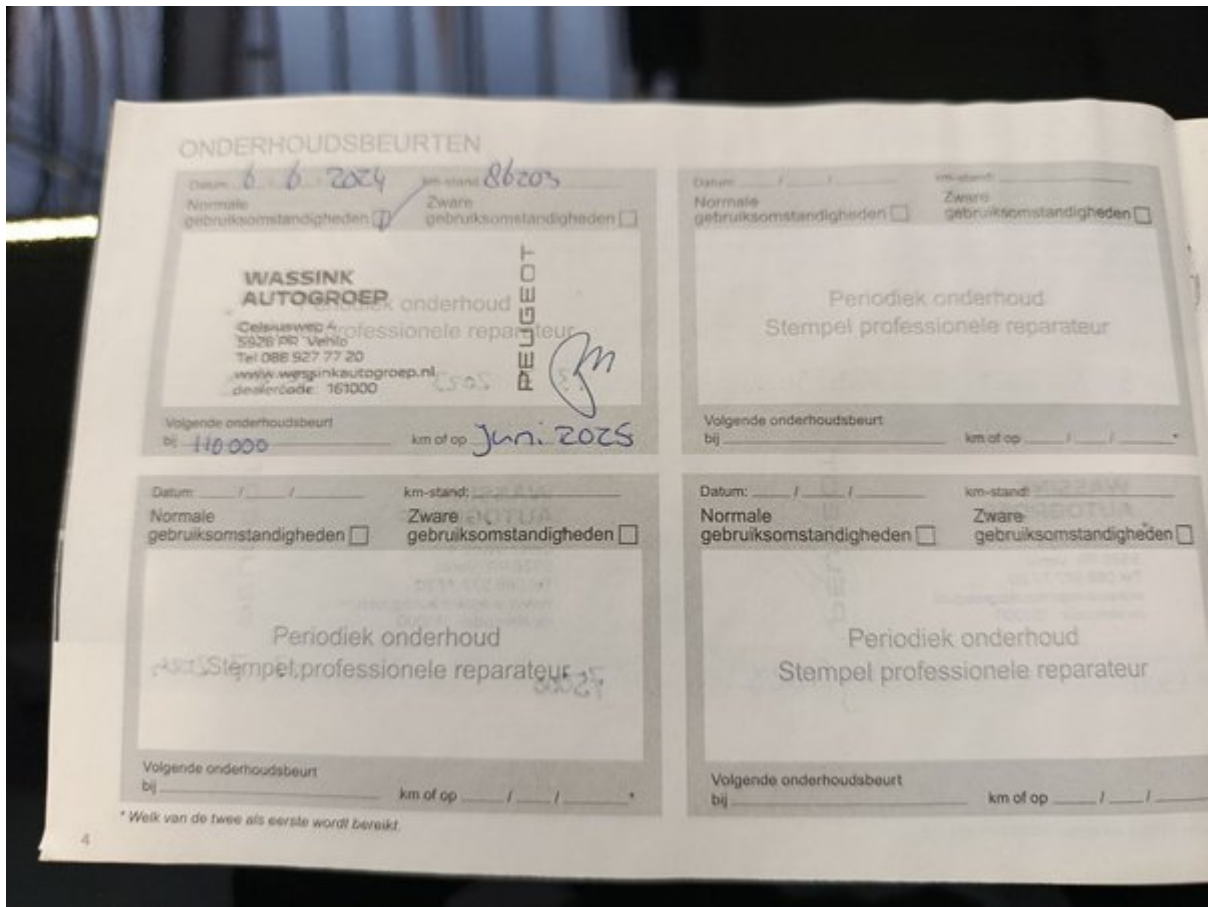 ONDERHOUDSBEURTEN
Datum: 6 6 2024 km-stand: 86203
Normale
gebruiksomstandigheden
Zware
gebruiksomstandigheden
WASSINK
AUTOGROEP
Periodiek onderhoud
Stempel professionele reparateur
Celsiusweg 4
5928 PR Venlo
Tel 088 927 77 20
www.wassinkautogroep.nl
dealercode: 161000
PEUGEOT
Volgende onderhoudsbeurt
bij 110 000 km of op Juni 2025
Datum: / / km-stand:
Normale
gebruiksomstandigheden
Zware
gebruiksomstandigheden
Periodiek onderhoud
Stempel professionele reparateur
Volgende onderhoudsbeurt
bij km of op / / *
Datum: / / km-stand:
Normale
gebruiksomstandigheden
Zware
gebruiksomstandigheden
Periodiek onderhoud
Stempel professionele reparateur
Volgende onderhoudsbeurt
bij km of op / / *
Datum: / / km-stand:
Normale
gebruiksomstandigheden
Zware
gebruiksomstandigheden
Periodiek onderhoud
Stempel professionele reparateur
Volgende onderhoudsbeurt
bij km of op / /
* Welk van de twee als eerste wordt bereikt.
4